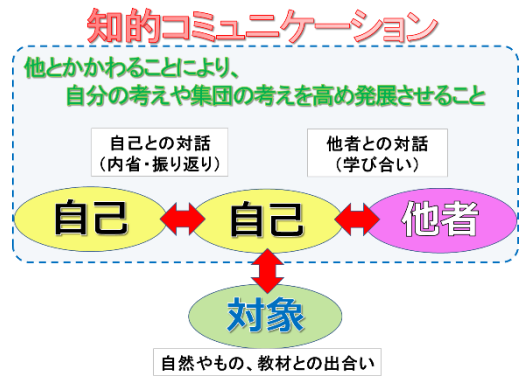 知的コミュニケーション
他とかかわることにより、
自分の考えや集団の考えを高め発展させること
自己との対話
（内省・振り返り）
他者との対話
（学び合い）
自己
自己
他者
対象
自然やもの、教材との出合い